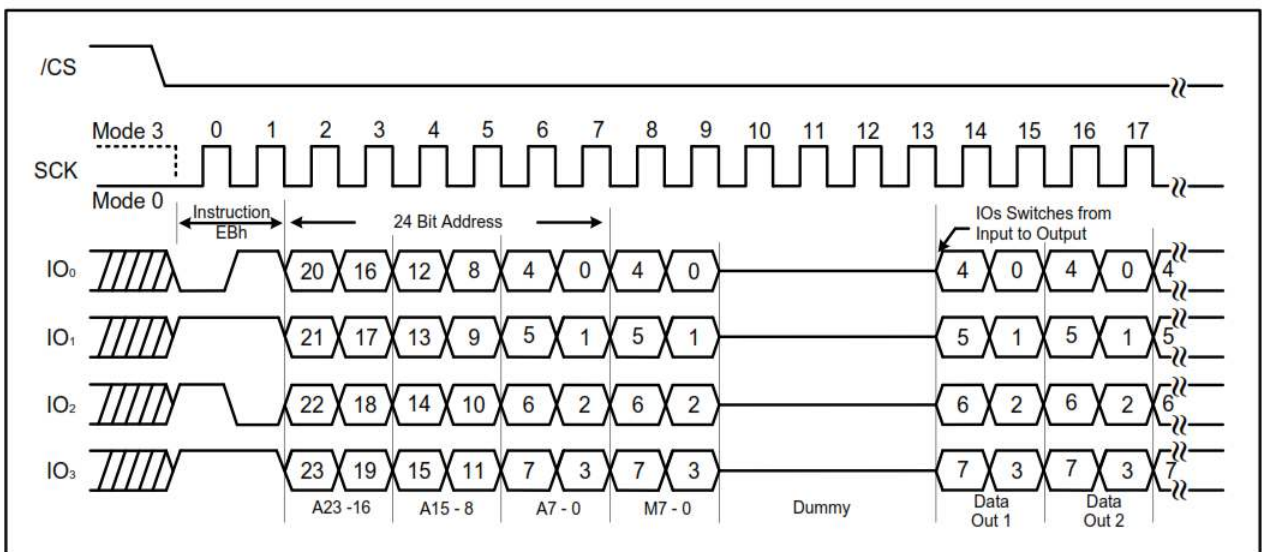 /CS
Mode 3 0 1 2 3 4 5 6 7 8 9 10 11 12 13 14 15 16 17
SCK
Mode 0
Instruction
EBh
24 Bit Address
IOs Switches from
Input to Output
IO₀ 20 16 12 8 4 0 4 0 4 0 4 0 4
IO₁ 21 17 13 9 5 1 5 1 5 1 5 1 5
IO₂ 22 18 14 10 6 2 6 2 6 2 6 2 6
IO₃ 23 19 15 11 7 3 7 3 7 3 7 3 7
A23 -16 A15 - 8 A7 - 0 M7 - 0 Dummy Data Data
Out 1 Out 2